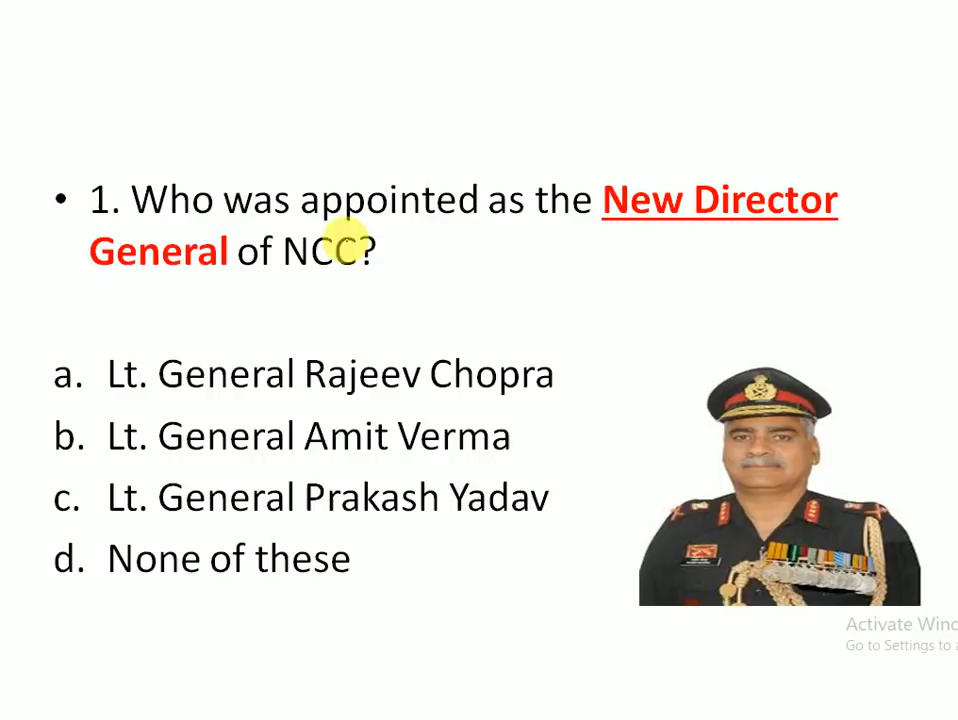 • 1. Who was appointed as the New Director
General of NCC?
a. Lt. General Rajeev Chopra
b. Lt. General Amit Verma
c. Lt. General Prakash Yadav
d. None of these
Activate Winc
Go to Settings to a